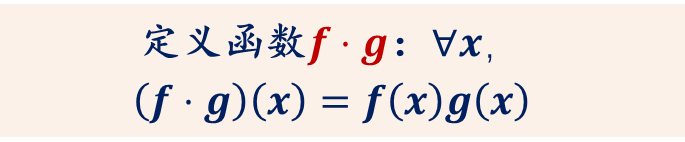 定义函数f · g：∀x,
(f · g)(x) = f(x)g(x)